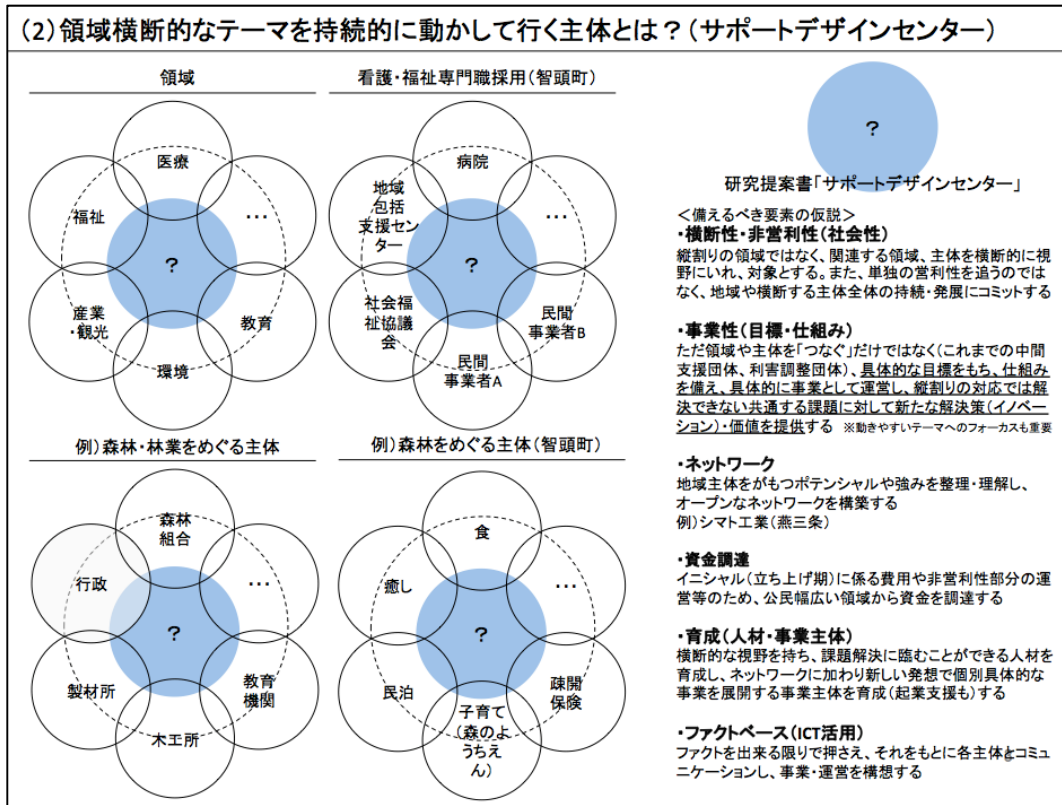 (2)領域横断的なテーマを持続的に動かして行く主体とは?(サポートデザインセンター)
領域
医療
福祉
…
?
産業
・観光
教育
環境
看護・福祉専門職採用(智頭町)
病院
地域
包括
支援セン
ター
…
?
社会福
祉協議
会
民間
事業者B
民間
事業者A
例)森林・林業をめぐる主体
森林
組合
行政
…
?
製材所
教育
機関
木工所
例)森林をめぐる主体(智頭町)
食
癒し
…
?
民泊
疎開
保険
子育て
(森のよ
うちえ
ん)
?
研究提案書「サポートデザインセンター」
<備えるべき要素の仮説>
・横断性・非営利性(社会性)
縦割りの領域ではなく、関連する領域、主体を横断的に視
野にいれ、対象とする。また、単独の営利性を追うのでは
なく、地域や横断する主体全体の持続・発展にコミットする
・事業性(目標・仕組み)
ただ領域や主体を「つなぐ」だけではなく(これまでの中間
支援団体、利害調整団体)、具体的な目標をもち、仕組み
を備え、具体的に事業として運営し、縦割りの対応では解
決できない共通する課題に対して新たな解決策(イノベー
ション)・価値を提供する ※動きやすいテーマへのフォーカスも重要
・ネットワーク
地域主体をがもつポテンシャルや強みを整理・理解し、
オープンなネットワークを構築する
例)シマト工業(燕三条)
・資金調達
イニシャル(立ち上げ期)に係る費用や非営利性部分の運
営等のため、公民幅広い領域から資金を調達する
・育成(人材・事業主体)
横断的な視野を持ち、課題解決に臨むことができる人材を
育成し、ネットワークに加わり新しい発想で個別具体的な
事業を展開する事業主体を育成(起業支援も)する
・ファクトベース(ICT活用)
ファクトを出来る限りで押さえ、それをもとに各主体とコミュ
ニケーションし、事業・運営を構想する